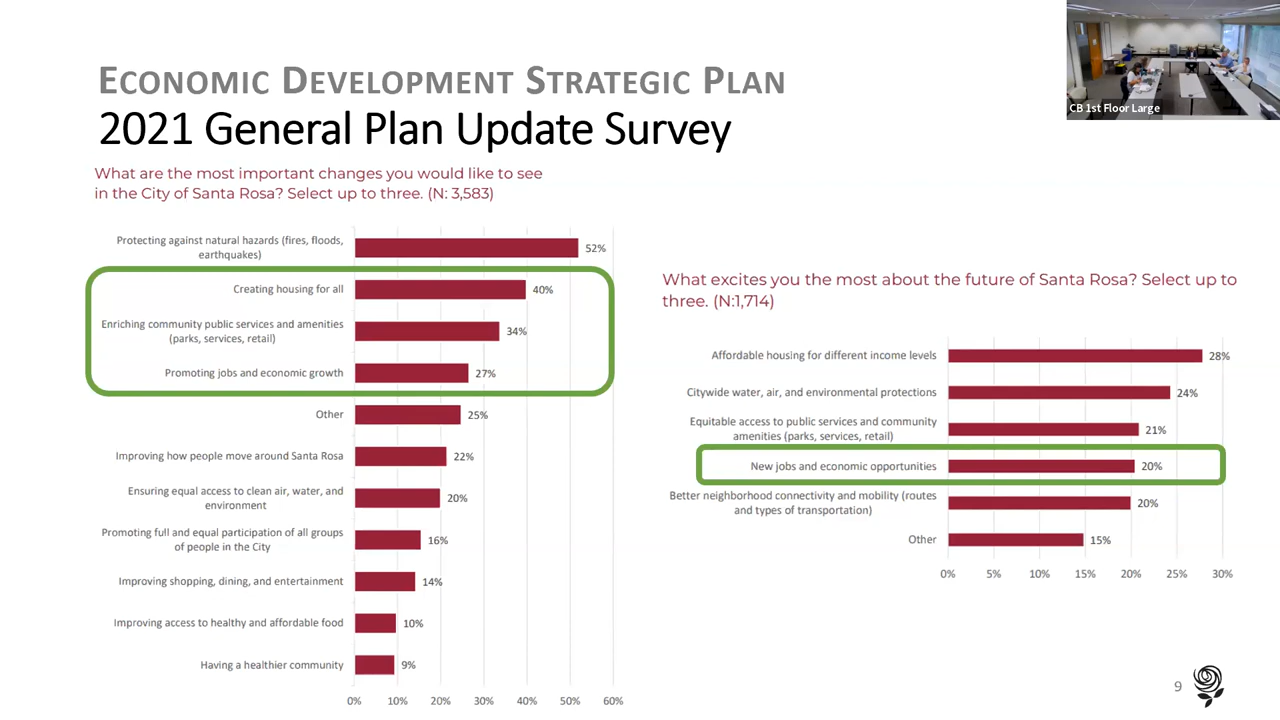 ECONOMIC DEVELOPMENT STRATEGIC PLAN
2021 General Plan Update Survey
CB 1st Floor Large
What are the most important changes you would like to see
in the City of Santa Rosa? Select up to three. (N: 3,583)
Protecting against natural hazards (fires, floods,
earthquakes)
52%
Creating housing for all
40%
Enriching community public services and amenities
(parks, services, retail)
34%
Promoting jobs and economic growth
27%
Other
25%
Improving how people move around Santa Rosa
22%
Ensuring equal access to clean air, water, and
environment
20%
Promoting full and equal participation of all groups
of people in the City
16%
Improving shopping, dining, and entertainment
14%
Improving access to healthy and affordable food
10%
Having a healthier community
9%
0% 10% 20% 30% 40% 50% 60%
What excites you the most about the future of Santa Rosa? Select up to
three. (N:1,714)
Affordable housing for different income levels
28%
Citywide water, air, and environmental protections
24%
Equitable access to public services and community
amenities (parks, services, retail)
21%
New jobs and economic opportunities
20%
Better neighborhood connectivity and mobility (routes
and types of transportation)
20%
Other
15%
0% 5% 10% 15% 20% 25% 30%
9